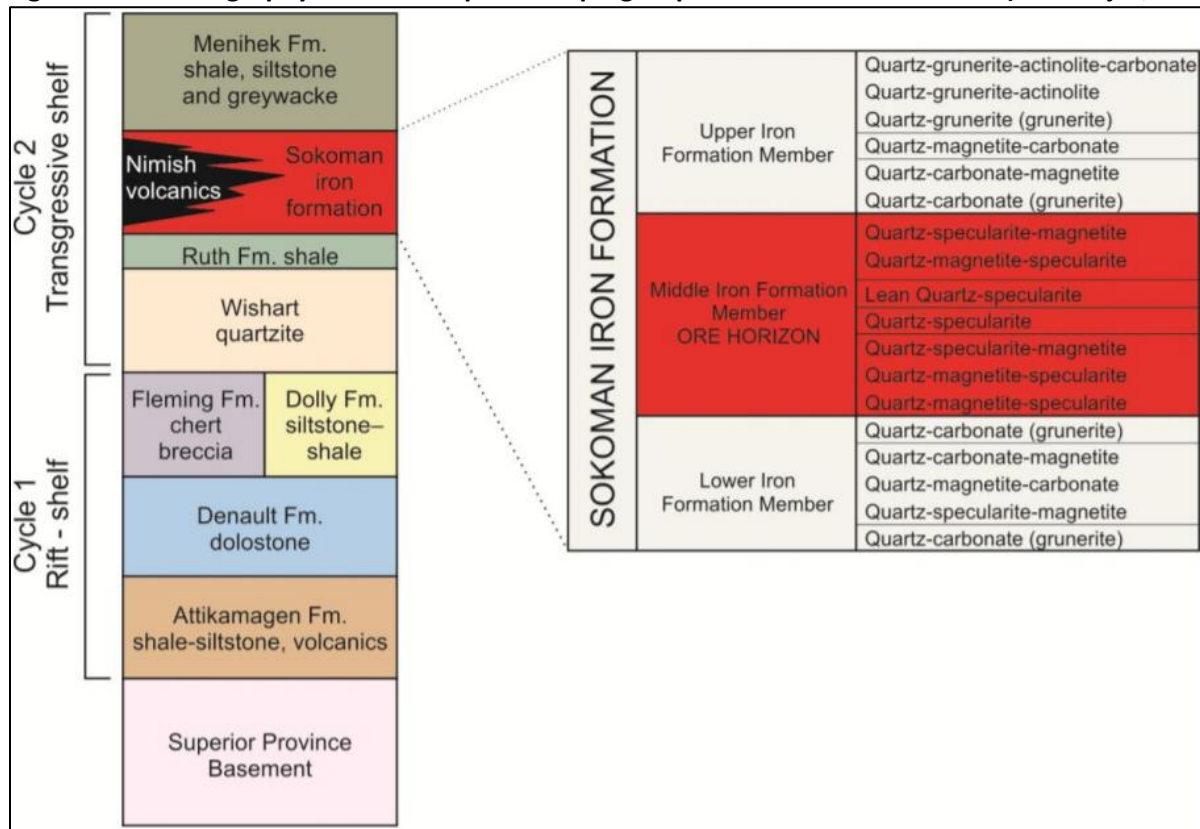 Cycle 2
Transgressive shelf
Menihek Fm.
shale, siltstone
and greywacke
Nimish
volcanics
Sokoman
iron
formation
Ruth Fm. shale
Wishart
quartzite
Cycle 1
Rift - shelf
Fleming Fm.
chert
breccia
Dolly Fm.
siltstone–
shale
Denault Fm.
dolostone
Attikamagen Fm.
shale-siltstone, volcanics
Superior Province
Basement
SOKOMAN IRON FORMATION
Upper Iron
Formation Member
Quartz-grunerite-actinolite-carbonate
Quartz-grunerite-actinolite
Quartz-grunerite (grunerite)
Quartz-magnetite-carbonate
Quartz-carbonate-magnetite
Quartz-carbonate (grunerite)
Middle Iron Formation
Member
ORE HORIZON
Quartz-specularite-magnetite
Quartz-magnetite-specularite
Lean Quartz-specularite
Quartz-specularite
Quartz-specularite-magnetite
Quartz-magnetite-specularite
Quartz-magnetite-specularite
Lower Iron
Formation Member
Quartz-carbonate (grunerite)
Quartz-carbonate-magnetite
Quartz-magnetite-carbonate
Quartz-specularite-magnetite
Quartz-carbonate (grunerite)